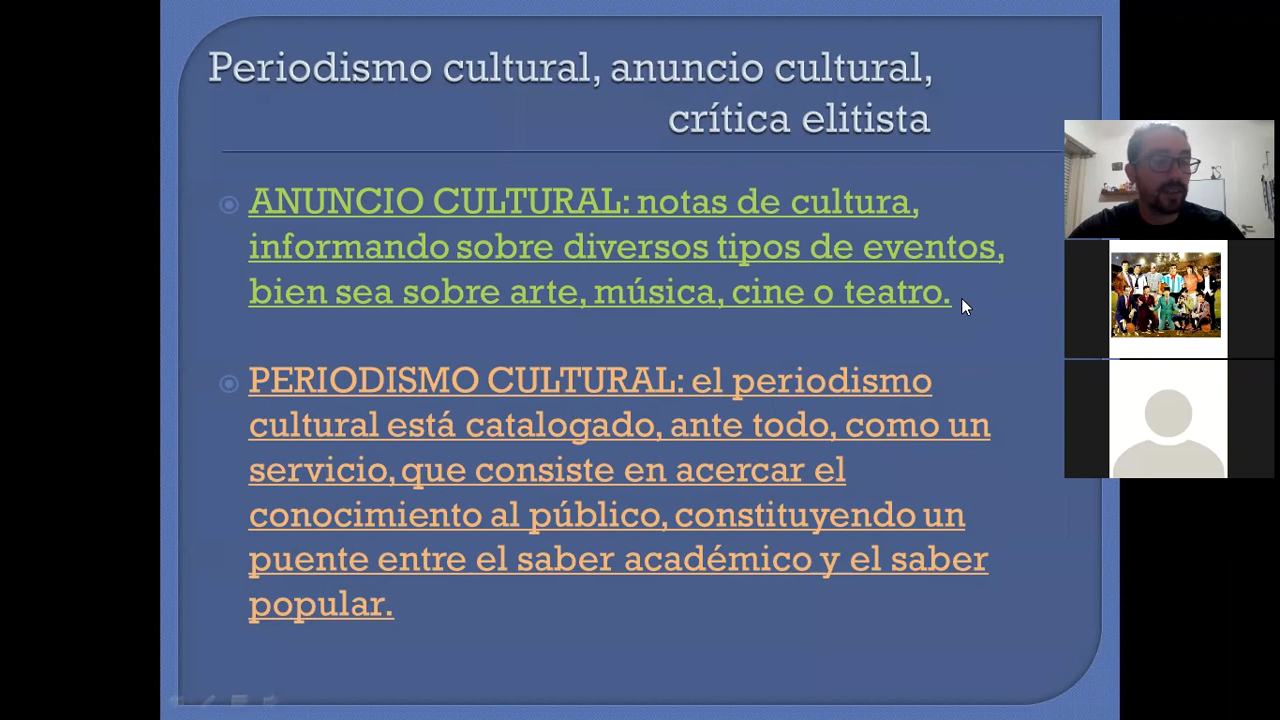 Periodismo cultural, anuncio cultural,
crítica elitista
ANUNCIO CULTURAL: notas de cultura,
informando sobre diversos tipos de eventos,
bien sea sobre arte, música, cine o teatro.
PERIODISMO CULTURAL: el periodismo
cultural está catalogado, ante todo, como un
servicio, que consiste en acercar el
conocimiento al público, constituyendo un
puente entre el saber académico y el saber
popular.